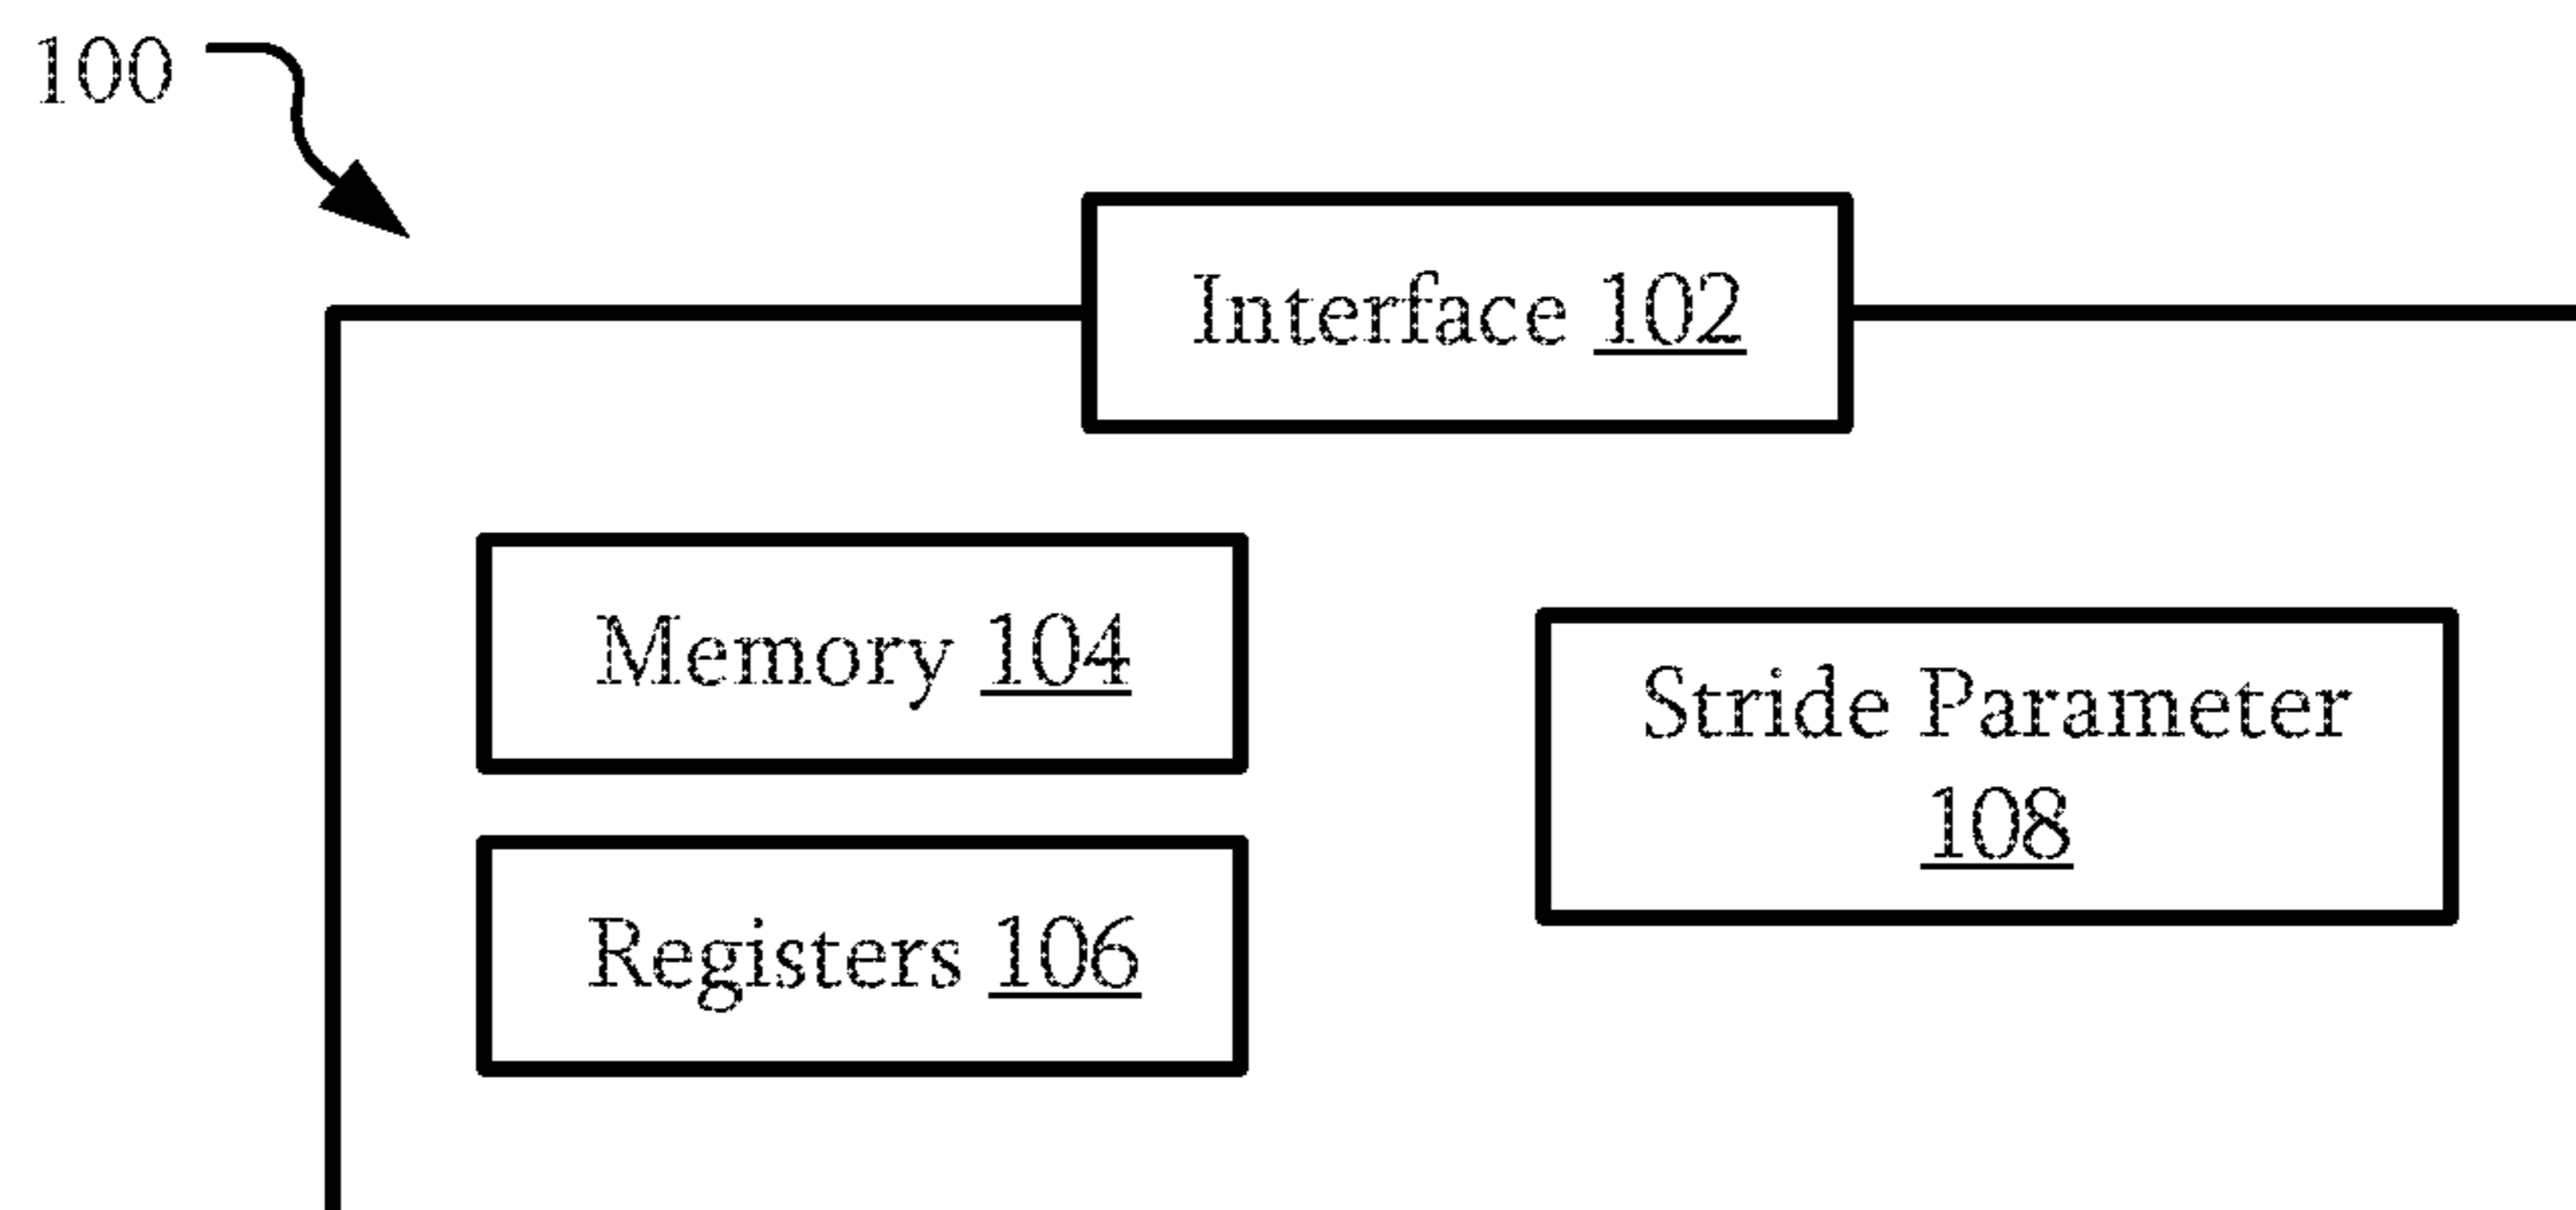 100
Interface 102
Memory 104
Stride Parameter
108
Registers 106